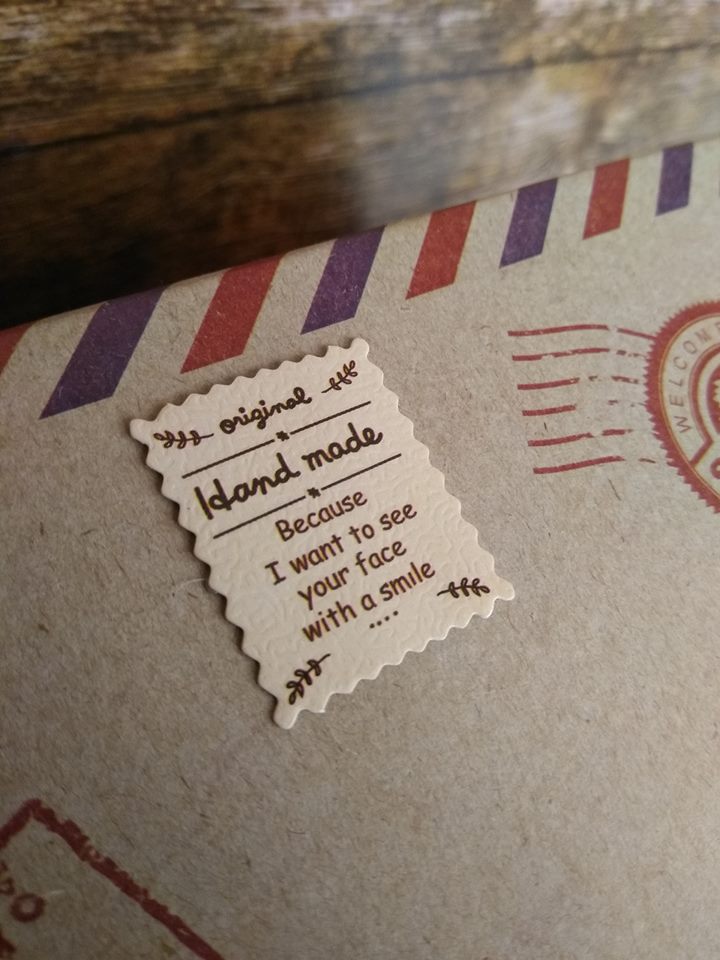 original
Hand made
Because
I want to see
your face
with a smile
....